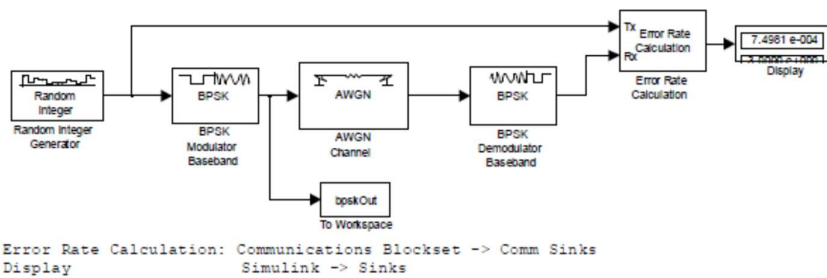 Tx
Error Rate
Calculation
Rx
7.4981 e-004
Display
Error Rate
Calculation
Random
Integer
Random Integer
Generator
BPSK
BPSK
Modulator
Baseband
AWGN
AWGN
Channel
BPSK
BPSK
Demodulator
Baseband
bpskOut
To Workspace
Error Rate Calculation: Communications Blockset -> Comm Sinks
Display Simulink -> Sinks